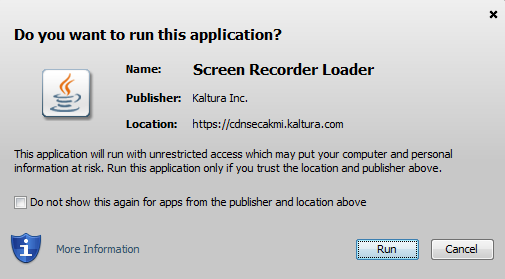 Do you want to run this application?
Name: Screen Recorder Loader
Publisher: Kaltura Inc.
Location: https://cdnsecakmi.kaltura.com
This application will run with unrestricted access which may put your computer and personal
information at risk. Run this application only if you trust the location and publisher above.
Do not show this again for apps from the publisher and location above
More Information
Run
Cancel